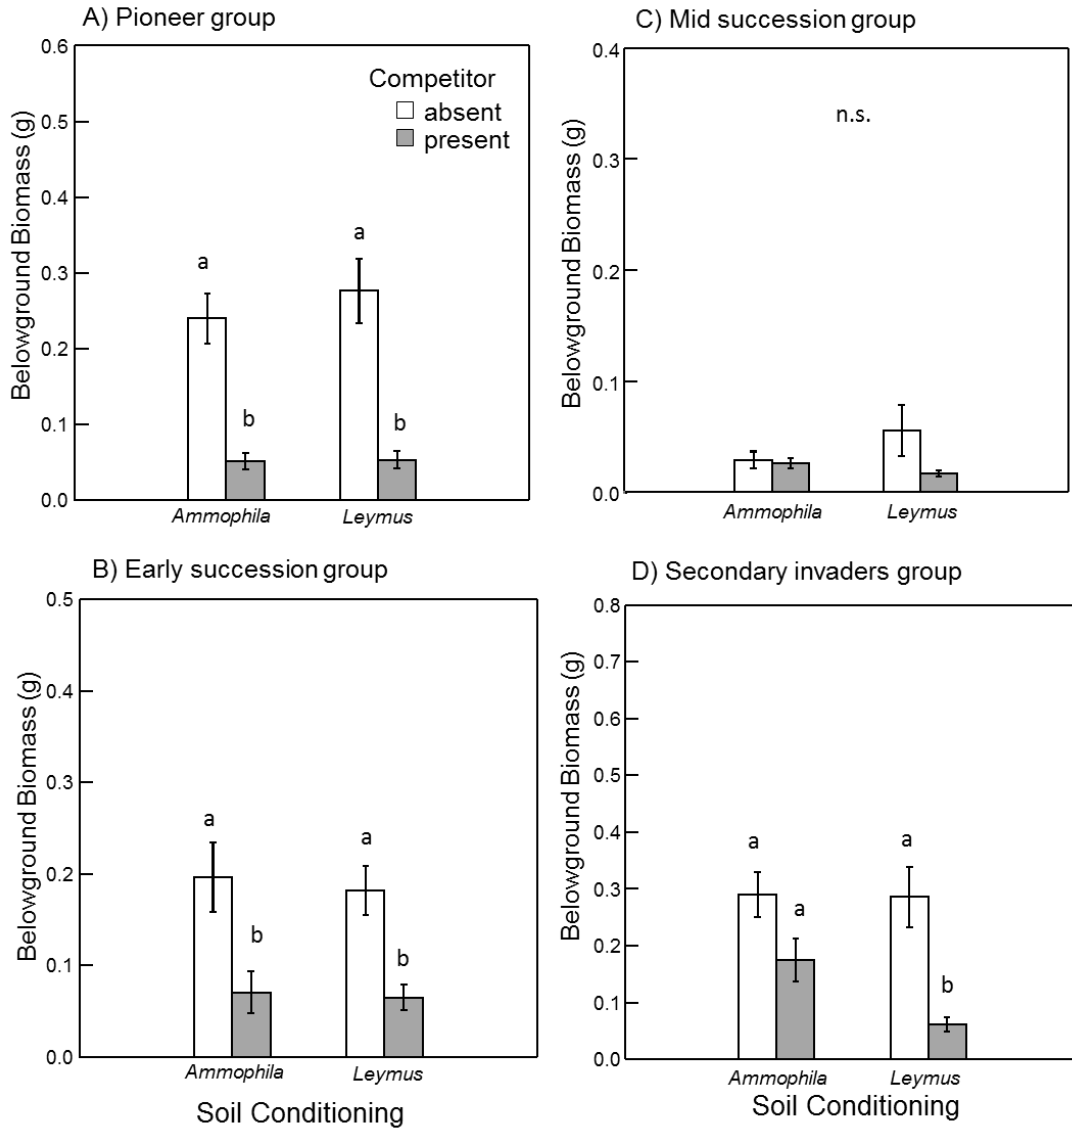 A) Pioneer group
Belowground Biomass (g)
0.6
0.5
0.4
0.3
0.2
0.1
0.0
Competitor
absent
present
a
b
a
b
Ammophila
Leymus
B) Early succession group
Belowground Biomass (g)
0.5
0.4
0.3
0.2
0.1
0.0
a
b
a
b
Ammophila
Leymus
Soil Conditioning
C) Mid succession group
Belowground Biomass (g)
0.4
0.3
0.2
0.1
0.0
n.s.
Ammophila
Leymus
D) Secondary invaders group
Belowground Biomass (g)
0.8
0.7
0.6
0.5
0.4
0.3
0.2
0.1
0.0
a
a
a
b
Ammophila
Leymus
Soil Conditioning